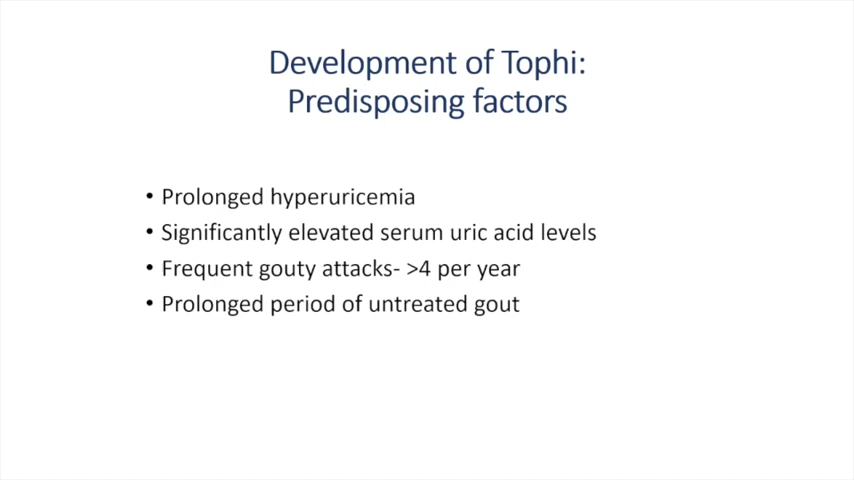 Development of Tophi:
Predisposing factors
• Prolonged hyperuricemia
• Significantly elevated serum uric acid levels
• Frequent gouty attacks- >4 per year
• Prolonged period of untreated gout